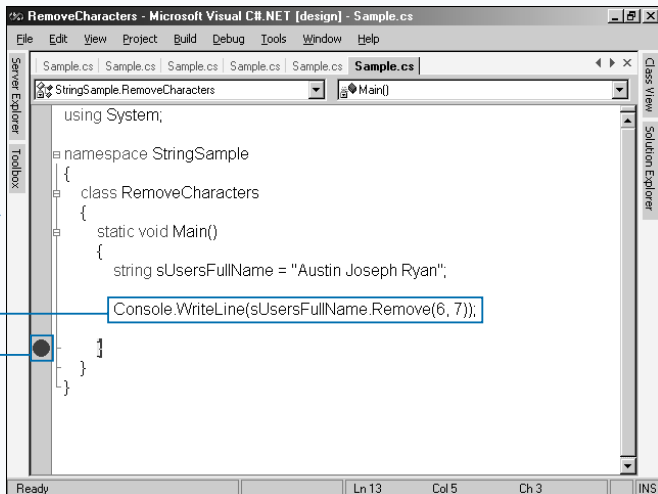 RemoveCharacters - Microsoft Visual C#.NET [design] - Sample.cs
File Edit View Project Build Debug Tools Window Help
Sample.cs Sample.cs Sample.cs Sample.cs Sample.cs Sample.cs
StringSample.RemoveCharacters Main()
Server Explorer
Toolbox
Class View
Solution Explorer
using System;
namespace StringSample
{
class RemoveCharacters
{
static void Main()
{
string sUsersFullName = "Austin Joseph Ryan";
Console.WriteLine(sUsersFullName.Remove(6, 7));
}
}
}
Ready Ln 13 Col 5 Ch 3 INS